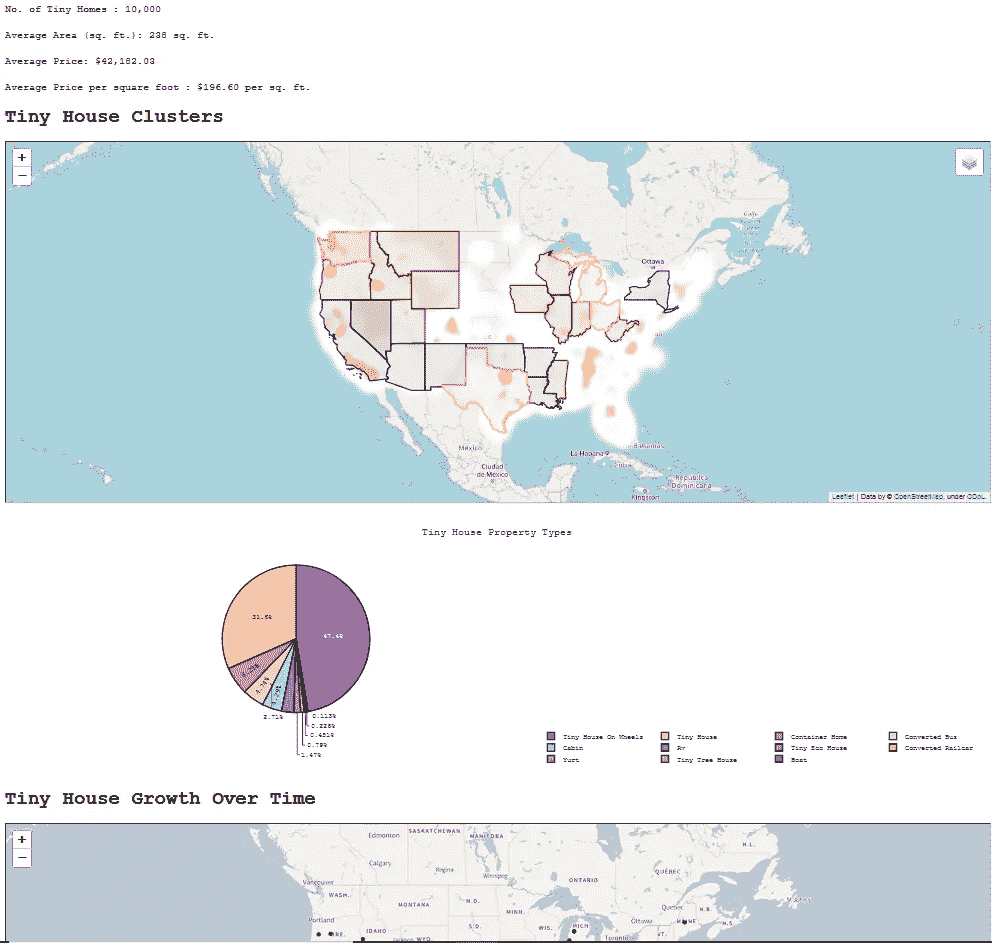 No. of Tiny Homes : 10,000
Average Area (sq. ft.): 238 sq. ft.
Average Price: $42,182.03
Average Price per square foot : $196.60 per sq. ft.
Tiny House Clusters
+
−
Ottawa
México
Ciudad
de México
La Habana
Bahamas
Cuba
República
Dominicana
Kingston
Leaflet | Data by © OpenStreetMap, under ODbL.
Tiny House Property Types
31.6%
47.4%
2.71%
0.113%
0.226%
0.451%
0.79%
1.47%
Tiny House On Wheels
Tiny House
Container Home
Converted Bus
Cabin
Rv
Tiny Eco House
Converted Railcar
Yurt
Tiny Tree House
Boat
Tiny House Growth Over Time
+
−
Edmonton
SASKATCHEWAN
MANITOBA
N.L.
Calgary
Regina
Winnipeg
ONTARIO
QUÉBEC
Vancouver
St. John's
WASH.
MONTANA
N.D.
MINN.
Québec
N.B.
Portland
ORE.
IDAHO
WYO.
S.D.
WIS.
MICH.
Ottawa
MAINE
N.S.
Toronto
VT.